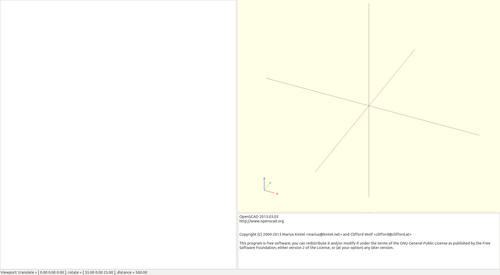 OpenSCAD 2013.03.03
http://www.openscad.org
Copyright (C) 2009-2013 Marius Kintel <marius@kintel.net> and Clifford Wolf <clifford@clifford.at>
This program is free software; you can redistribute it and/or modify it under the terms of the GNU General Public License as published by the Free
Software Foundation; either version 2 of the License, or (at your option) any later version.
Viewport: translate = [ 0.00 0.00 0.00 ], rotate = [ 55.00 0.00 25.00 ], distance = 500.00